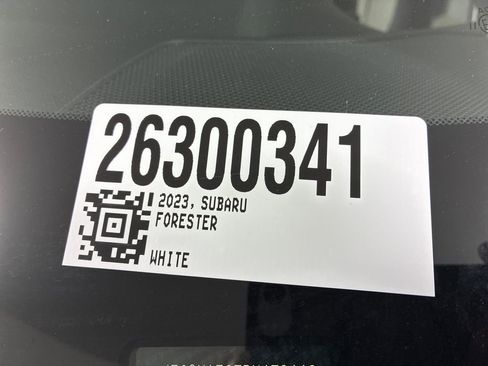 26300341
2023, SUBARU
FORESTER
WHITE